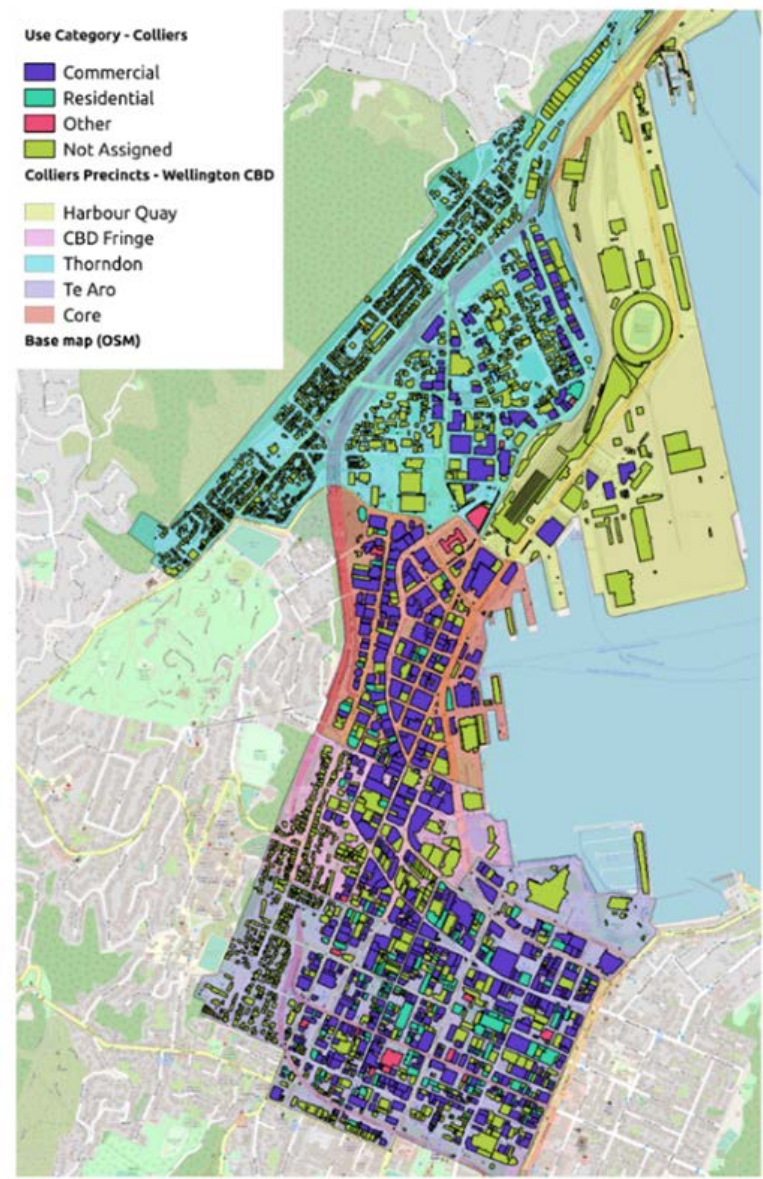 Use Category - Colliers
Commercial
Residential
Other
Not Assigned
Colliers Precincts - Wellington CBD
Harbour Quay
CBD Fringe
Thorndon
Te Aro
Core
Base map (OSM)